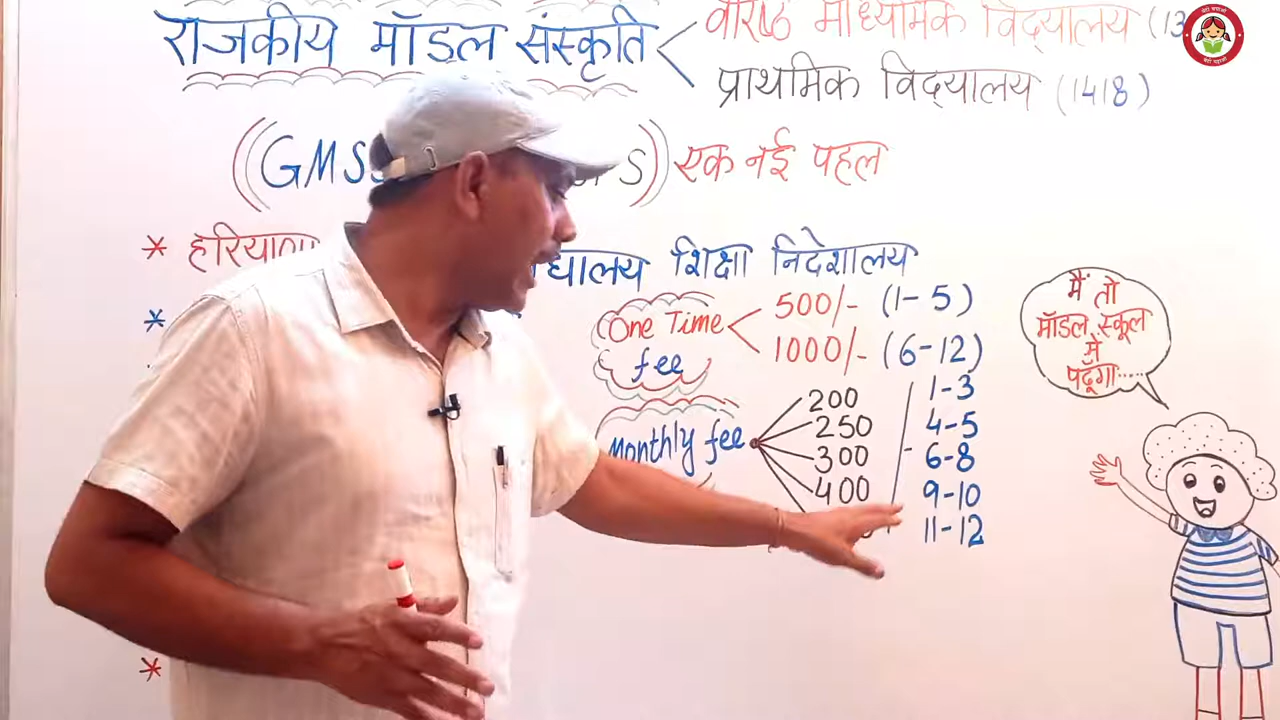 राजकीय मॉडल संस्कृति
वरिष्ठ माध्यमिक विद्यालय (13
प्राथमिक विद्यालय (1418)
((GMS S)) एक नई पहल
* हरियाणा विद्यालय शिक्षा निदेशालय
*
One Time fee
500/- (1-5)
1000/- (6-12)
Monthly fee
200 1-3
250 4-5
300 6-8
400 9-10
11-12
*
मैं तो
मॉडल स्कूल
में
पढूंगा.....